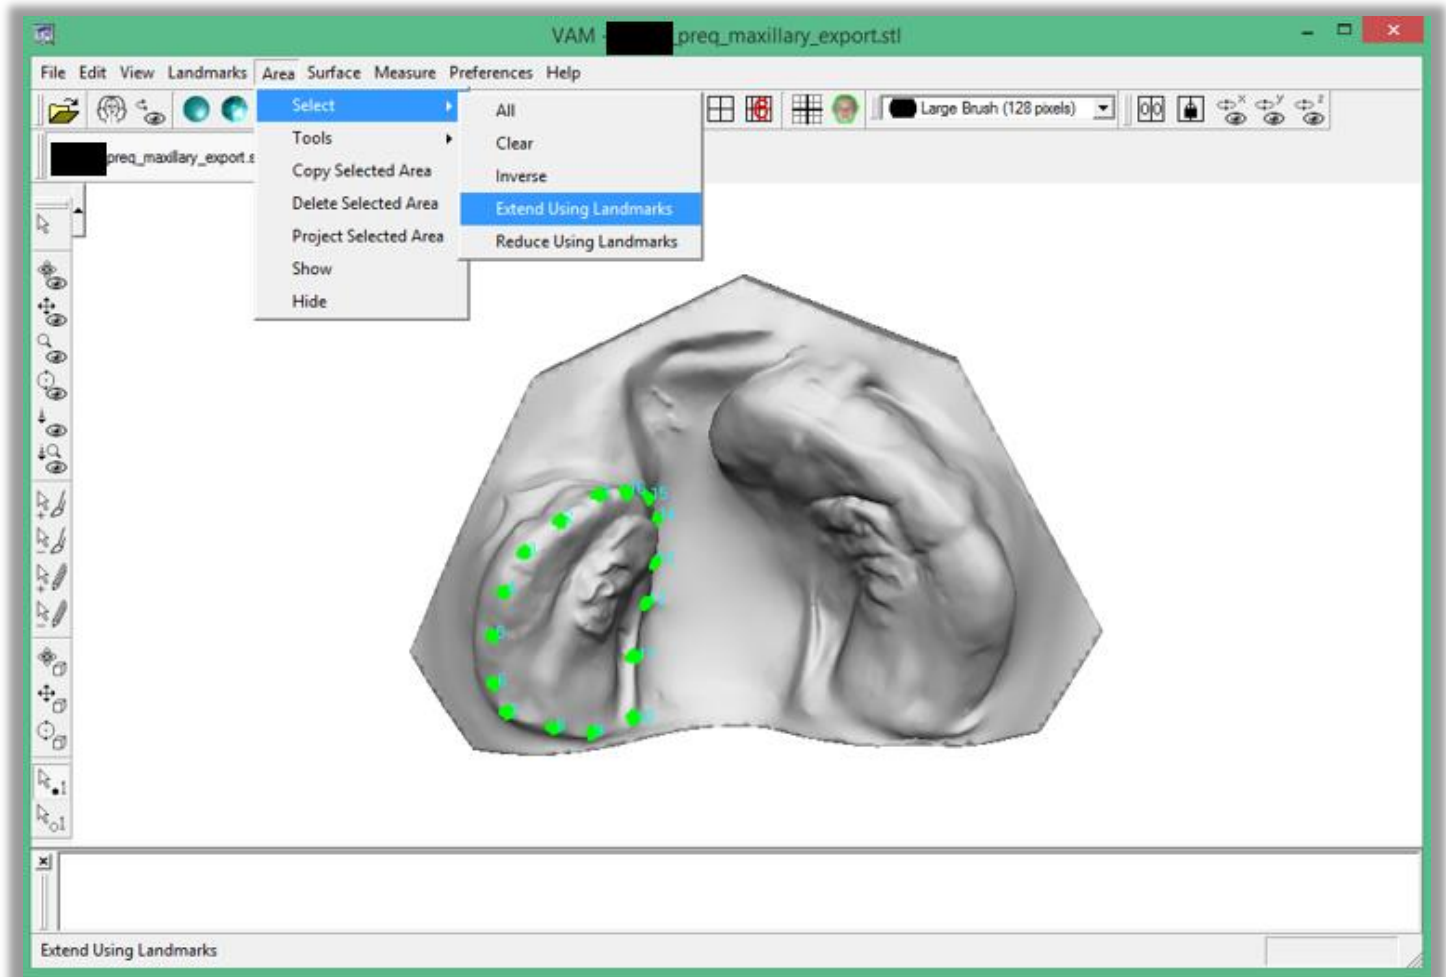 VAM - _preq_maxillary_export.stl
File Edit View Landmarks Area Surface Measure Preferences Help
Large Brush (128 pixels)
preq_maxillary_export.s
Select
Tools
Copy Selected Area
Delete Selected Area
Project Selected Area
Show
Hide
All
Clear
Inverse
Extend Using Landmarks
Reduce Using Landmarks
15
Extend Using Landmarks